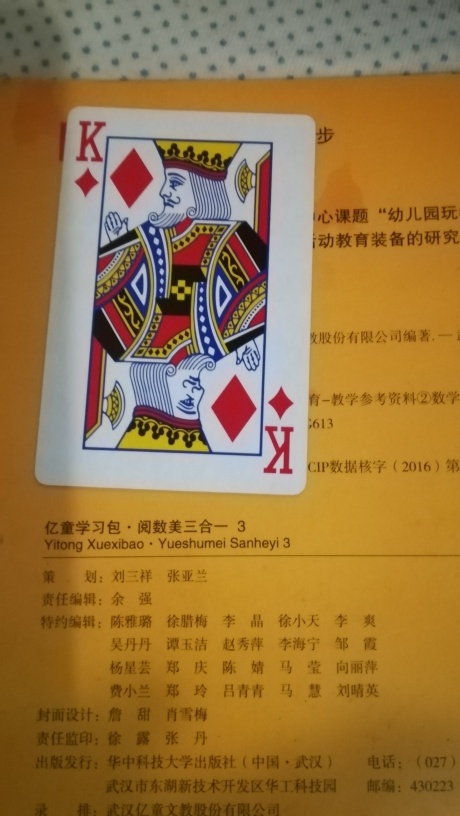 K
步
心课题“幼儿园玩
活动教育装备的研究
教股份有限公司编著.一
育-教学参考资料②数学
G613
CIP数据核字（2016）第
K
亿童学习包·阅数美三合一 3
Yitong Xuexibao·Yueshumei Sanheyi 3
策 划：刘三祥 张亚兰
责任编辑：余 强
特约编辑：陈雅璐 徐腊梅 李 晶 徐小天 李 爽
吴丹丹 谭玉洁 赵秀萍 李海宁 邹 霞
杨星芸 郑 庆 陈 婧 马 莹 向丽萍
费小兰 郑 玲 吕青青 马 慧 刘晴英
封面设计：詹 甜 肖雪梅
责任监印：徐 露 张 丹
出版发行：华中科技大学出版社（中国·武汉） 电话：（027）
武汉市东湖新技术开发区华工科技园 邮编：430223
录 排：武汉亿童文教股份有限公司